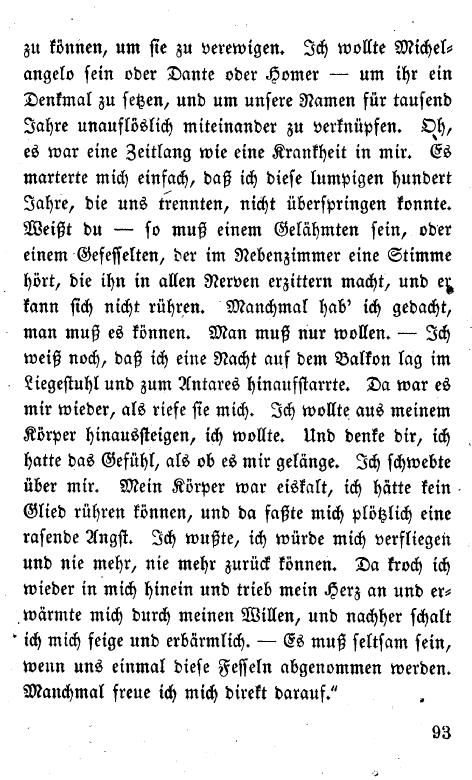 zu können, um sie zu verewigen. Ich wollte Michel-
angelo sein oder Dante oder Homer — um ihr ein
Denkmal zu setzen, und um unsere Namen für tausend
Jahre unauflöslich miteinander zu verknüpfen. Oh,
es war eine Zeitlang wie eine Krankheit in mir. Es
marterte mich einfach, daß ich diese lumpigen hundert
Jahre, die uns trennten, nicht überspringen konnte.
Weißt du — so muß einem Gelähmten sein, oder
einem Gefesselten, der im Nebenzimmer eine Stimme
hört, die ihn in allen Nerven erzittern macht, und er
kann sich nicht rühren. Manchmal hab' ich gedacht,
man muß es können. Man muß nur wollen. — Ich
weiß noch, daß ich eine Nacht auf dem Balkon lag im
Liegestuhl und zum Antares hinaufstarrte. Da war es
mir wieder, als riefe sie mich. Ich wollte aus meinem
Körper hinaussteigen, ich wollte. Und denke dir, ich
hatte das Gefühl, als ob es mir gelänge. Ich schwebte
über mir. Mein Körper war eiskalt, ich hätte kein
Glied rühren können, und da faßte mich plötzlich eine
rasende Angst. Ich wußte, ich würde mich verfliegen
und nie mehr, nie mehr zurück können. Da kroch ich
wieder in mich hinein und trieb mein Herz an und er-
wärmte mich durch meinen Willen, und nachher schalt
ich mich feige und erbärmlich. — Es muß seltsam sein,
wenn uns einmal diese Fesseln abgenommen werden.
Manchmal freue ich mich direkt darauf.“
93